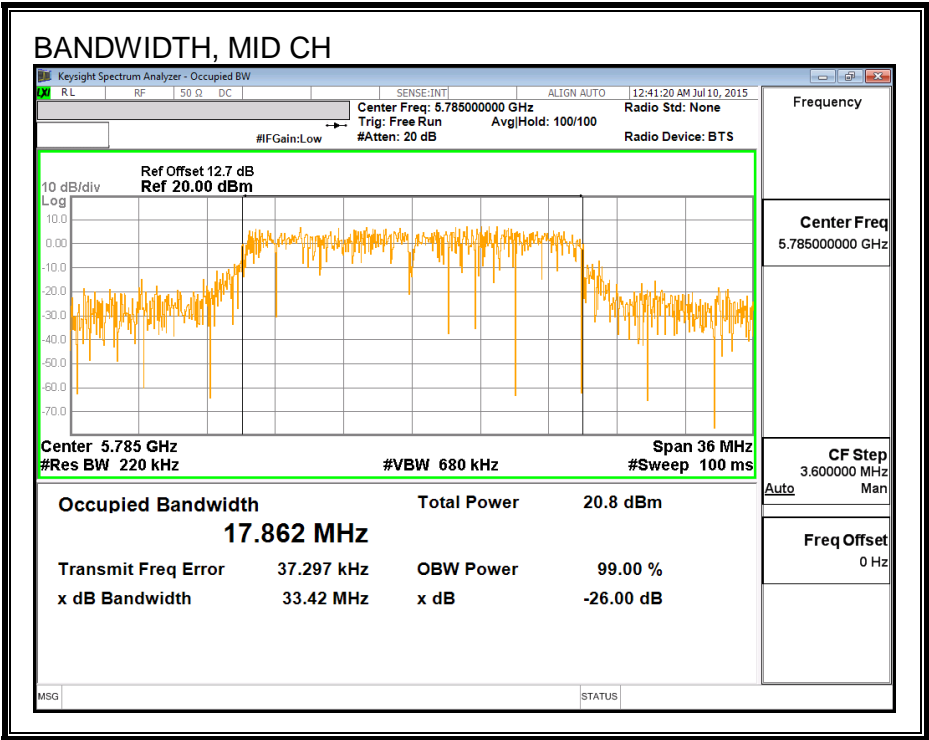 BANDWIDTH, MID CH
Keysight Spectrum Analyzer - Occupied BW
LXI RL RF 50 Ω DC SENSE:INT ALIGN AUTO 12:41:20 AM Jul 10, 2015
Center Freq: 5.785000000 GHz Radio Std: None
Trig: Free Run Avg|Hold: 100/100
#IFGain:Low #Atten: 20 dB Radio Device: BTS
Ref Offset 12.7 dB
10 dB/div Ref 20.00 dBm
Log
10.0
0.00
-10.0
-20.0
-30.0
-40.0
-50.0
-60.0
-70.0
Center 5.785 GHz Span 36 MHz
#Res BW 220 kHz #VBW 680 kHz #Sweep 100 ms
Occupied Bandwidth Total Power 20.8 dBm
17.862 MHz
Transmit Freq Error 37.297 kHz OBW Power 99.00 %
x dB Bandwidth 33.42 MHz x dB -26.00 dB
MSG STATUS
Frequency
Center Freq
5.785000000 GHz
CF Step
3.600000 MHz
Auto Man
Freq Offset
0 Hz